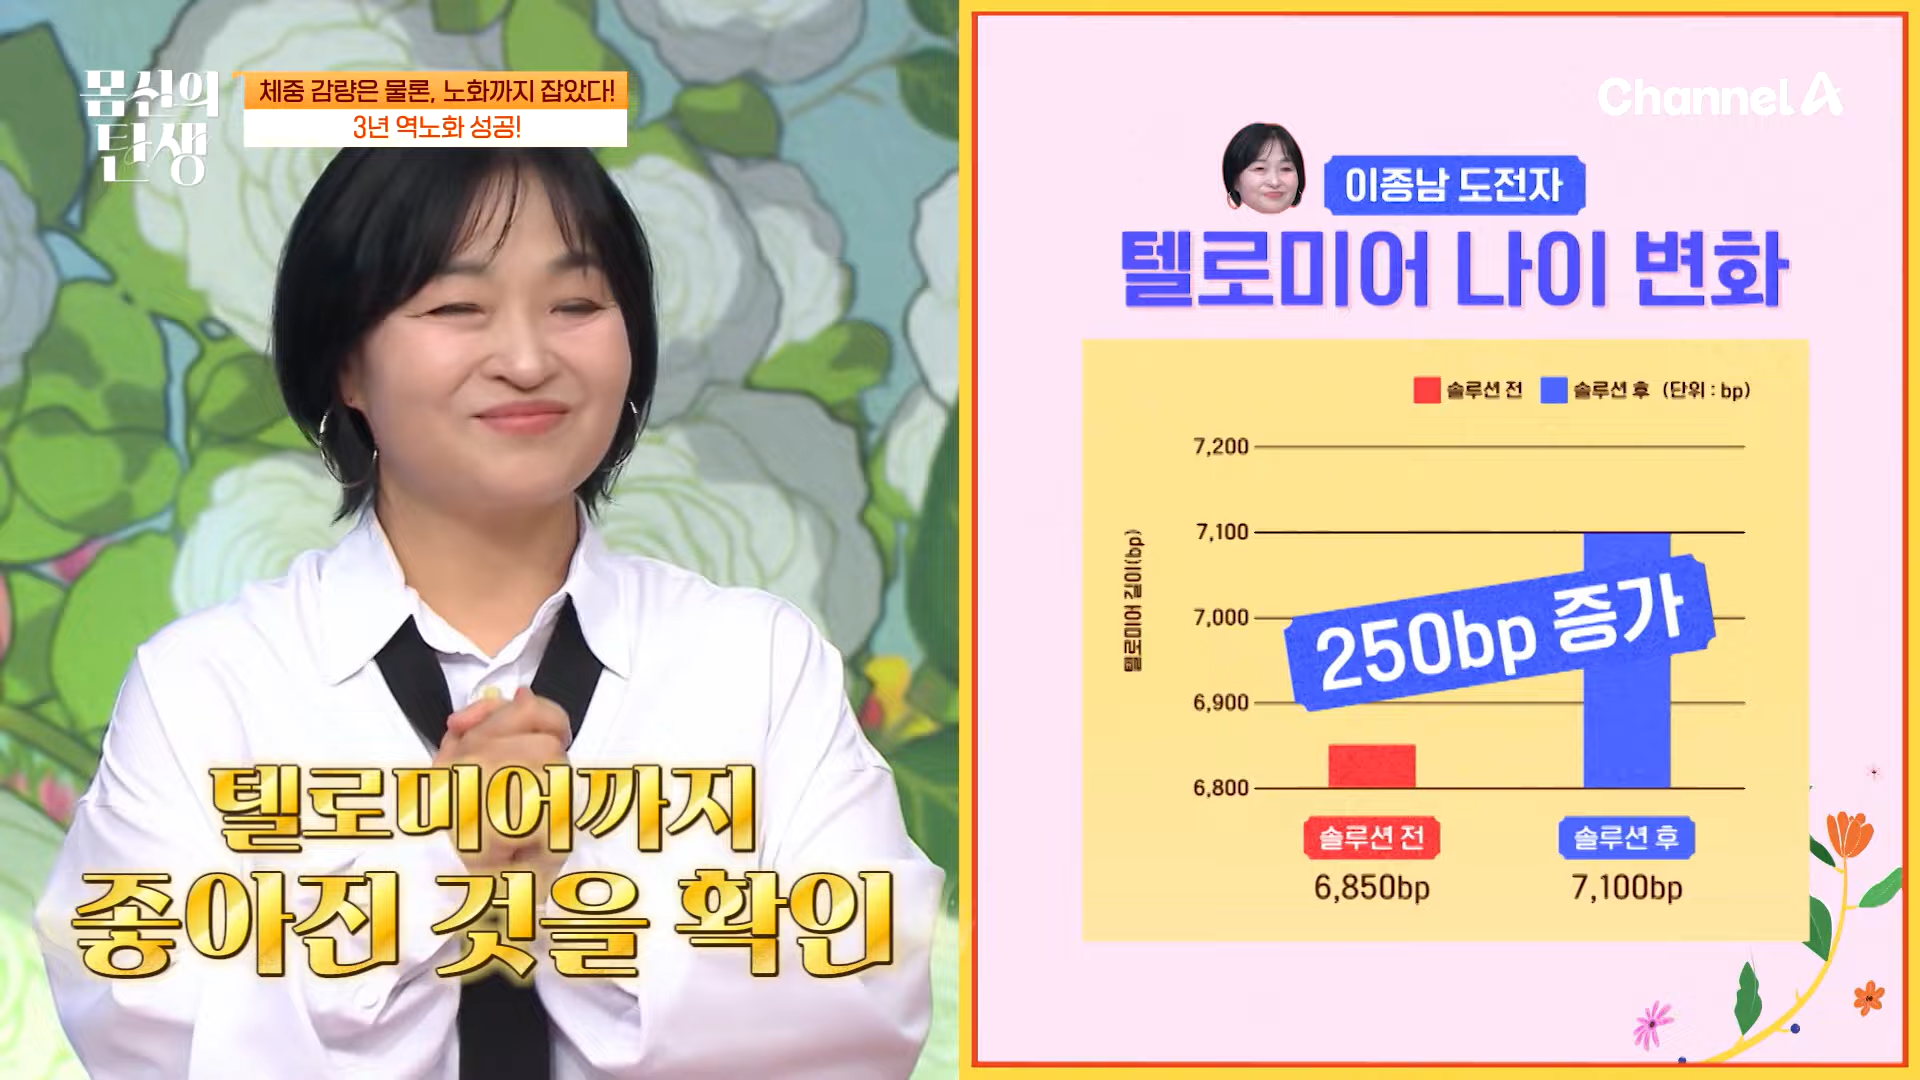 몸신의
탄생
체중 감량은 물론, 노화까지 잡았다!
3년 역노화 성공!
Channel A
이종남 도전자
텔로미어 나이 변화
솔루션 전 솔루션 후 (단위 : bp)
텔로미어 길이(bp)
7,200
7,100
7,000
6,900
6,800
250bp 증가
솔루션 전 솔루션 후
6,850bp 7,100bp
텔로미어까지
좋아진 것을 확인